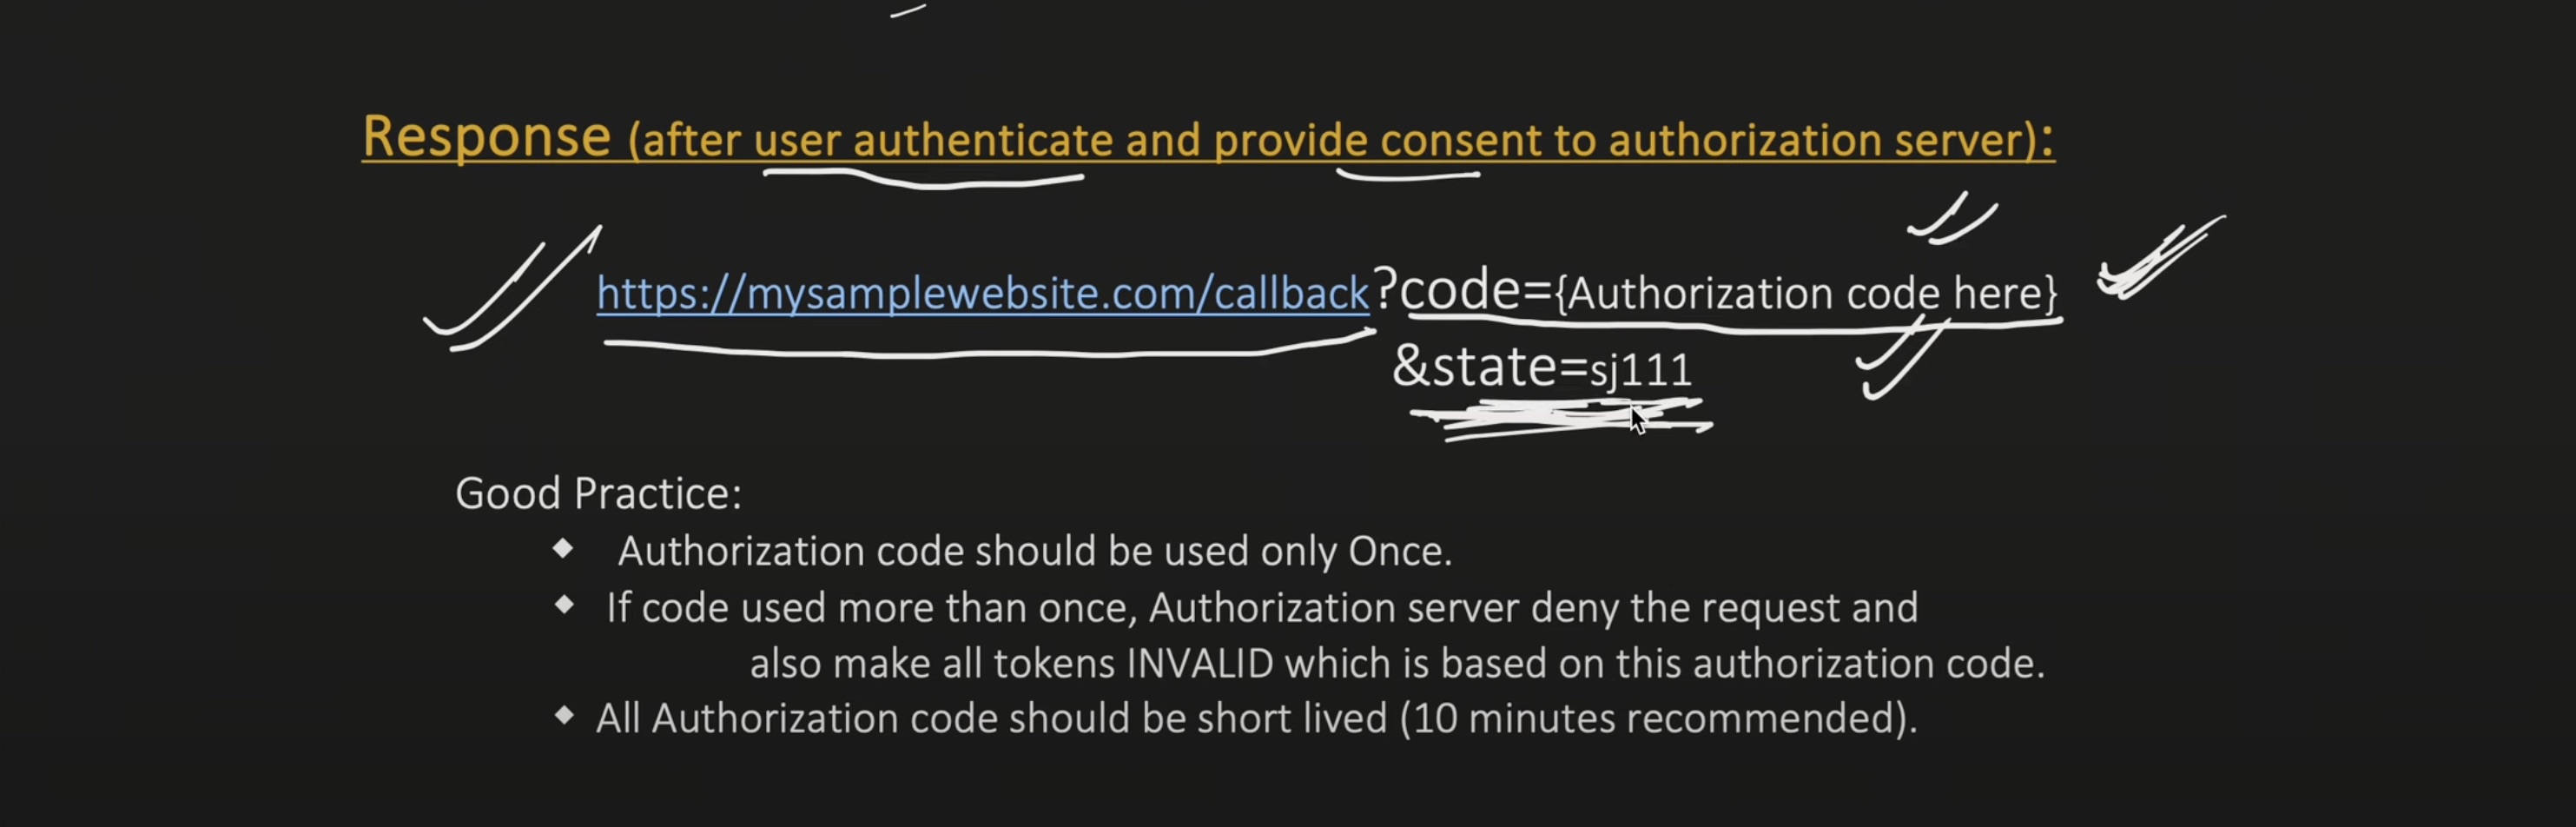 Response (after user authenticate and provide consent to authorization server):
https://mysamplewebsite.com/callback?code={Authorization code here}
&state=sj111
Good Practice:
◆ Authorization code should be used only Once.
◆ If code used more than once, Authorization server deny the request and
also make all tokens INVALID which is based on this authorization code.
◆ All Authorization code should be short lived (10 minutes recommended).